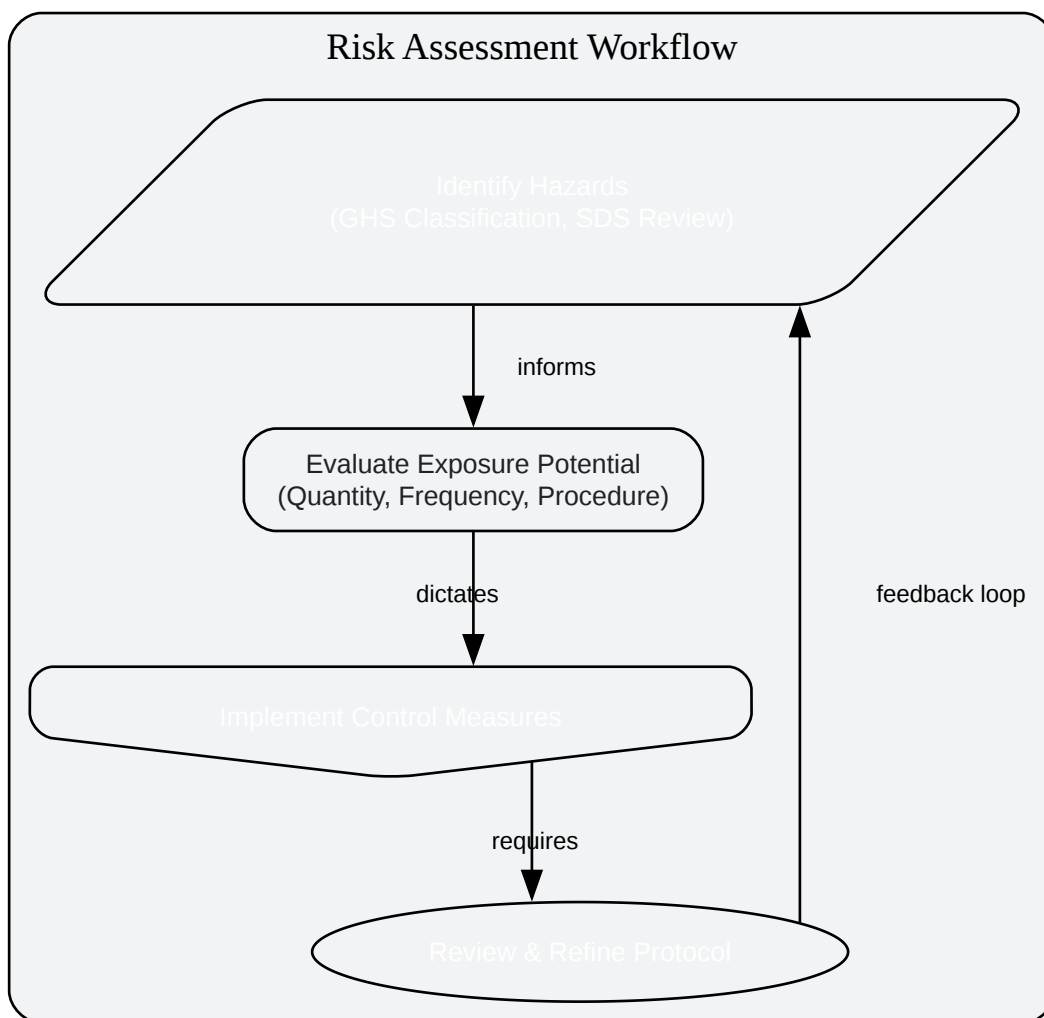 Risk Assessment Workflow
Identify Hazards
(GHS Classification, SDS Review)
informs
Evaluate Exposure Potential
(Quantity, Frequency, Procedure)
dictates
feedback loop
Implement Control Measures
requires
Review & Refine Protocol